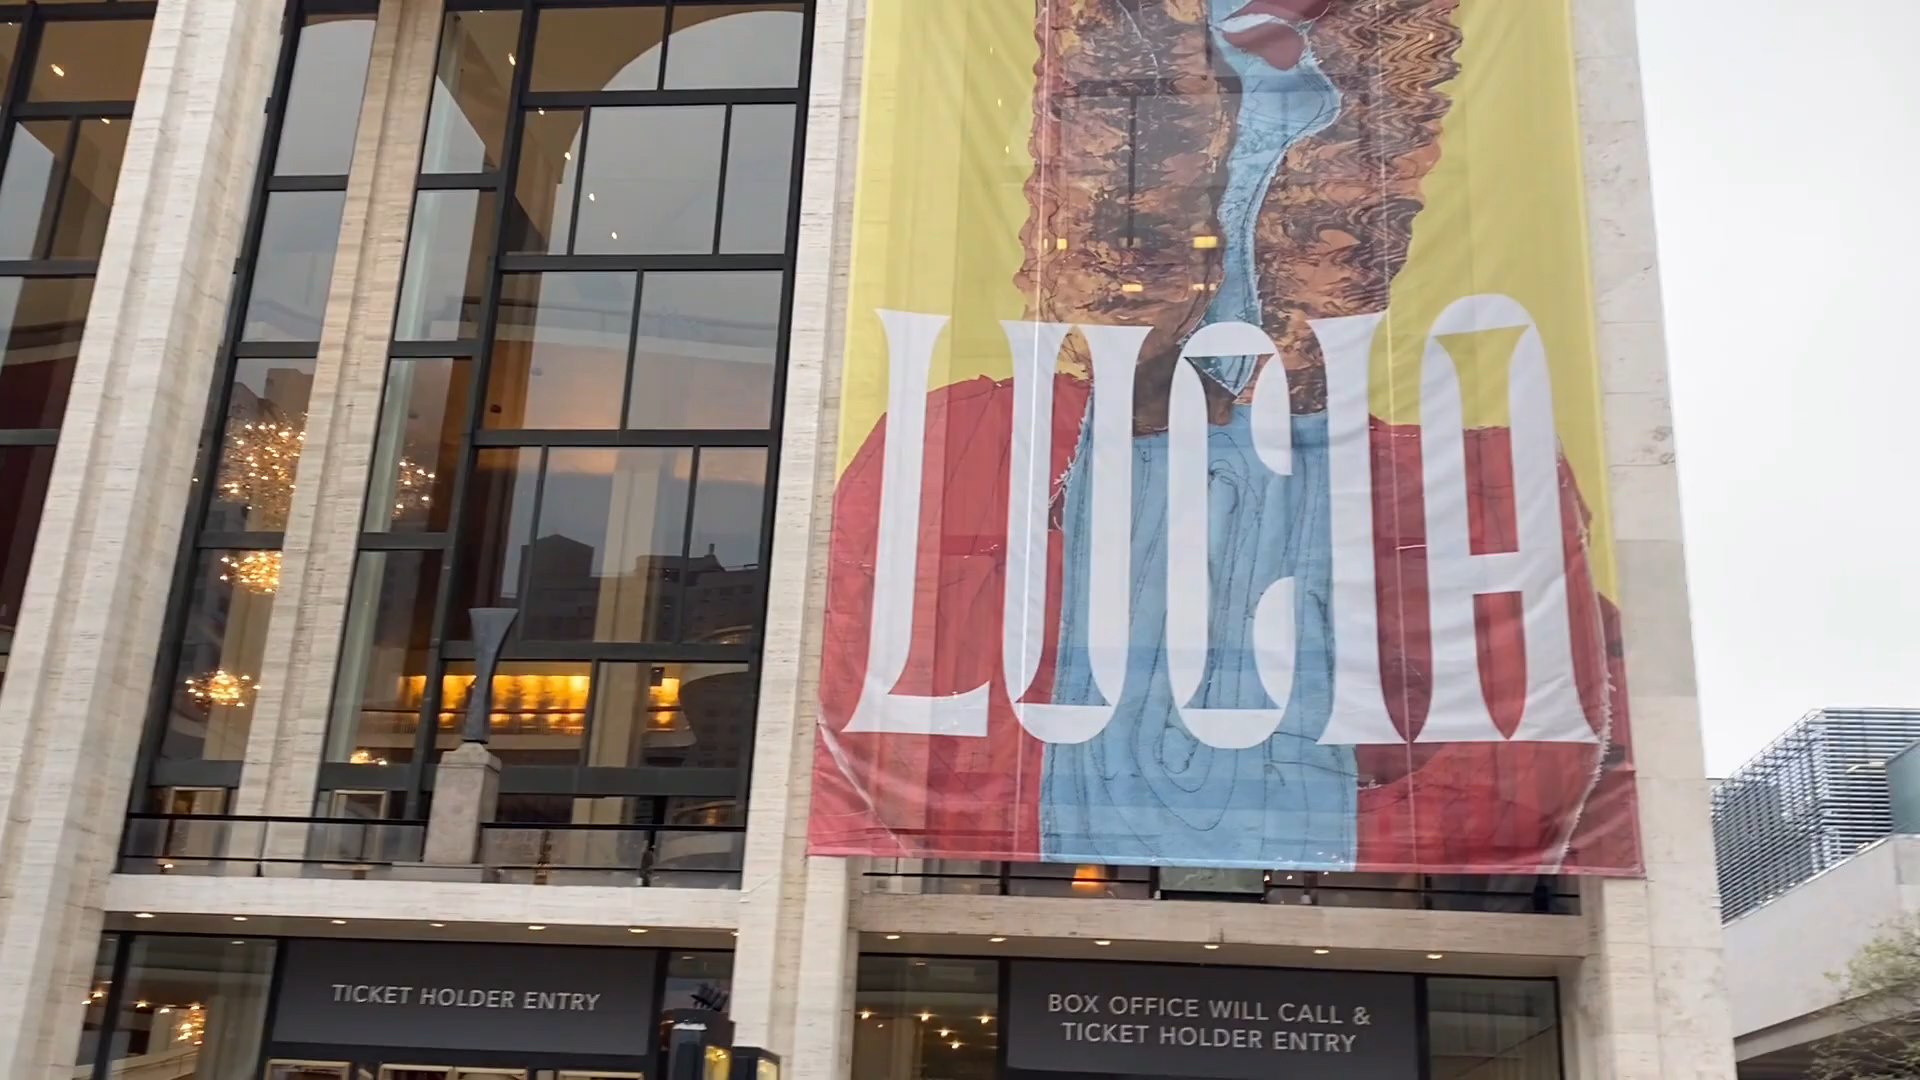 LUCIA
TICKET HOLDER ENTRY
BOX OFFICE WILL CALL &
TICKET HOLDER ENTRY